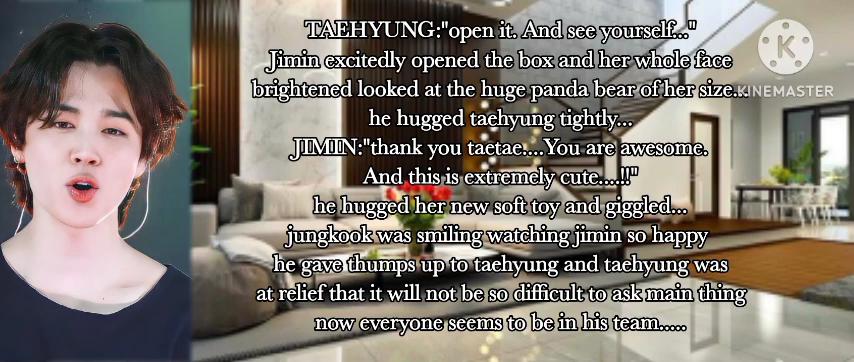 TAEHYUNG:"open it. And see yourself..."
Jimin excitedly opened the box and her whole face
brightened looked at the huge panda bear of her size...
he hugged taehyung tightly...
JIMIN:"thank you taetae....You are awesome.
And this is extremely cute....!!"
he hugged her new soft toy and giggled...
jungkook was smiling watching jimin so happy
he gave thumps up to taehyung and taehyung was
at relief that it will not be so difficult to ask main thing
now everyone seems to be in his team.....
K
KINEMASTER